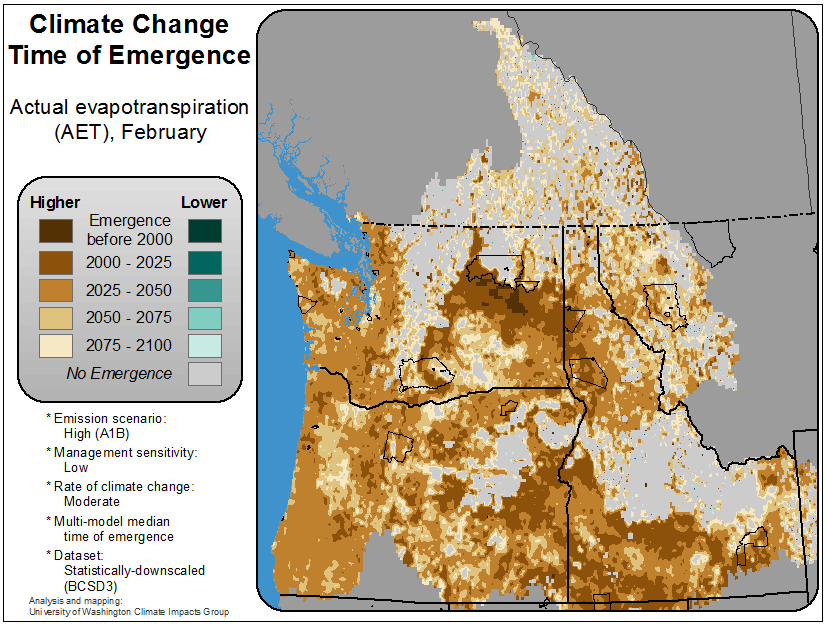 Climate Change
Time of Emergence
Actual evapotranspiration
(AET), February
Higher Lower
Emergence
before 2000
2000 - 2025
2025 - 2050
2050 - 2075
2075 - 2100
No Emergence
* Emission scenario:
High (A1B)
* Management sensitivity:
Low
* Rate of climate change:
Moderate
* Multi-model median
time of emergence
* Dataset:
Statistically-downscaled
(BCSD3)
Analysis and mapping:
University of Washington Climate Impacts Group